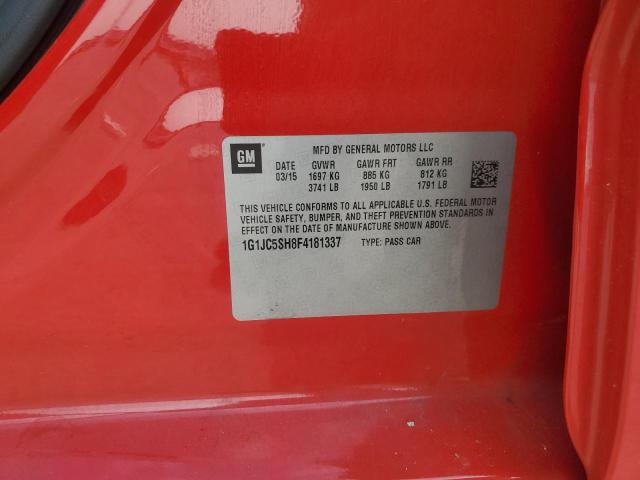 GM
MFD BY GENERAL MOTORS LLC
DATE GVWR GAWR FRT GAWR RR
03/15 1697 KG 885 KG 812 KG
3741 LB 1950 LB 1791 LB
THIS VEHICLE CONFORMS TO ALL APPLICABLE U.S. FEDERAL MOTOR
VEHICLE SAFETY, BUMPER, AND THEFT PREVENTION STANDARDS IN
EFFECT ON THE DATE OF MANUFACTURE SHOWN ABOVE.
1G1JC5SH8F4181337 TYPE: PASS CAR